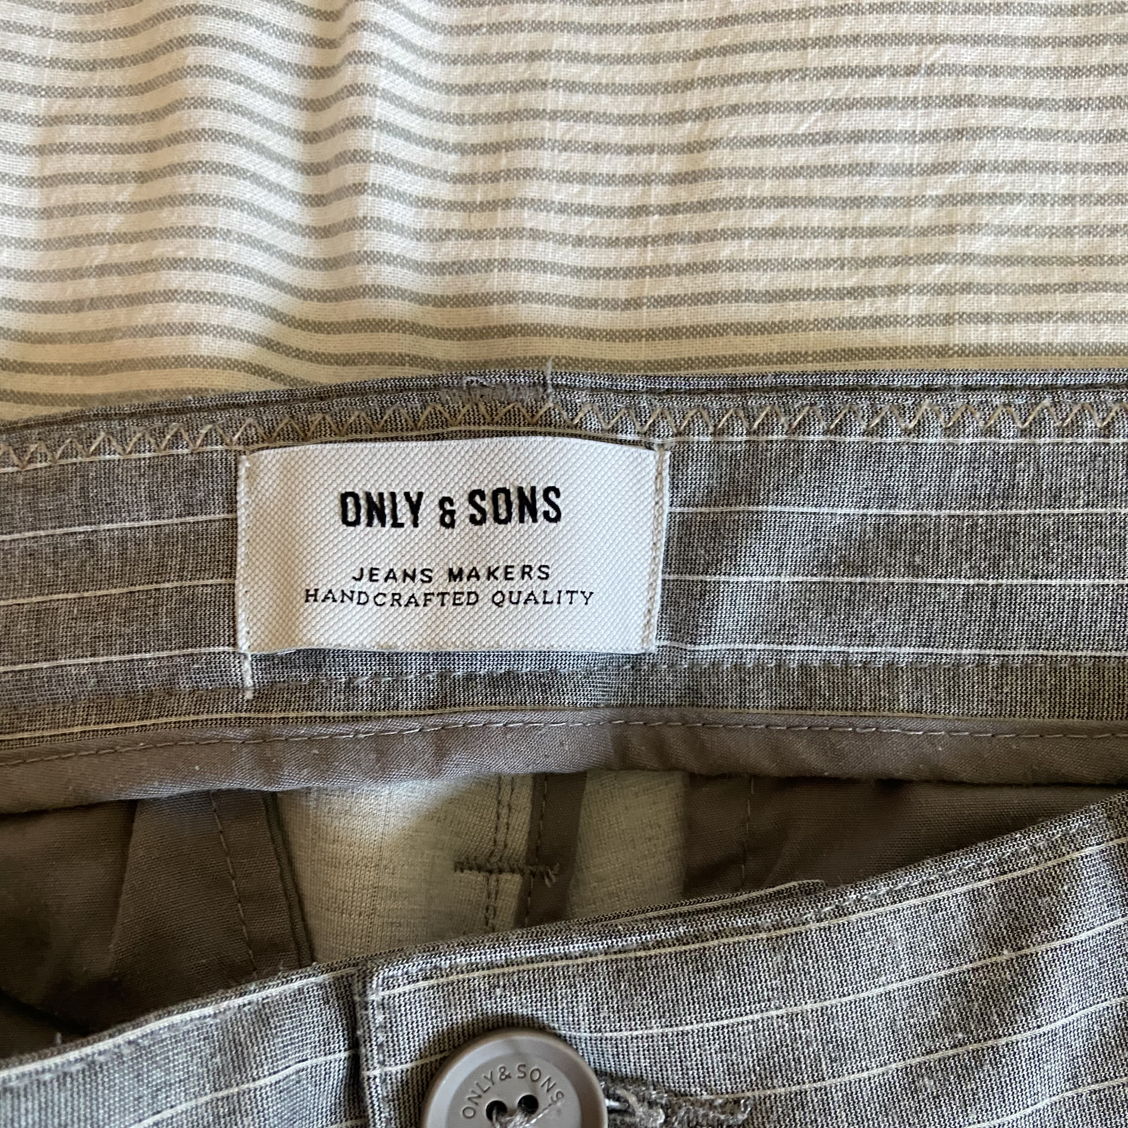 ONLY & SONS
JEANS MAKERS
HANDCRAFTED QUALITY
ONLY & SONS